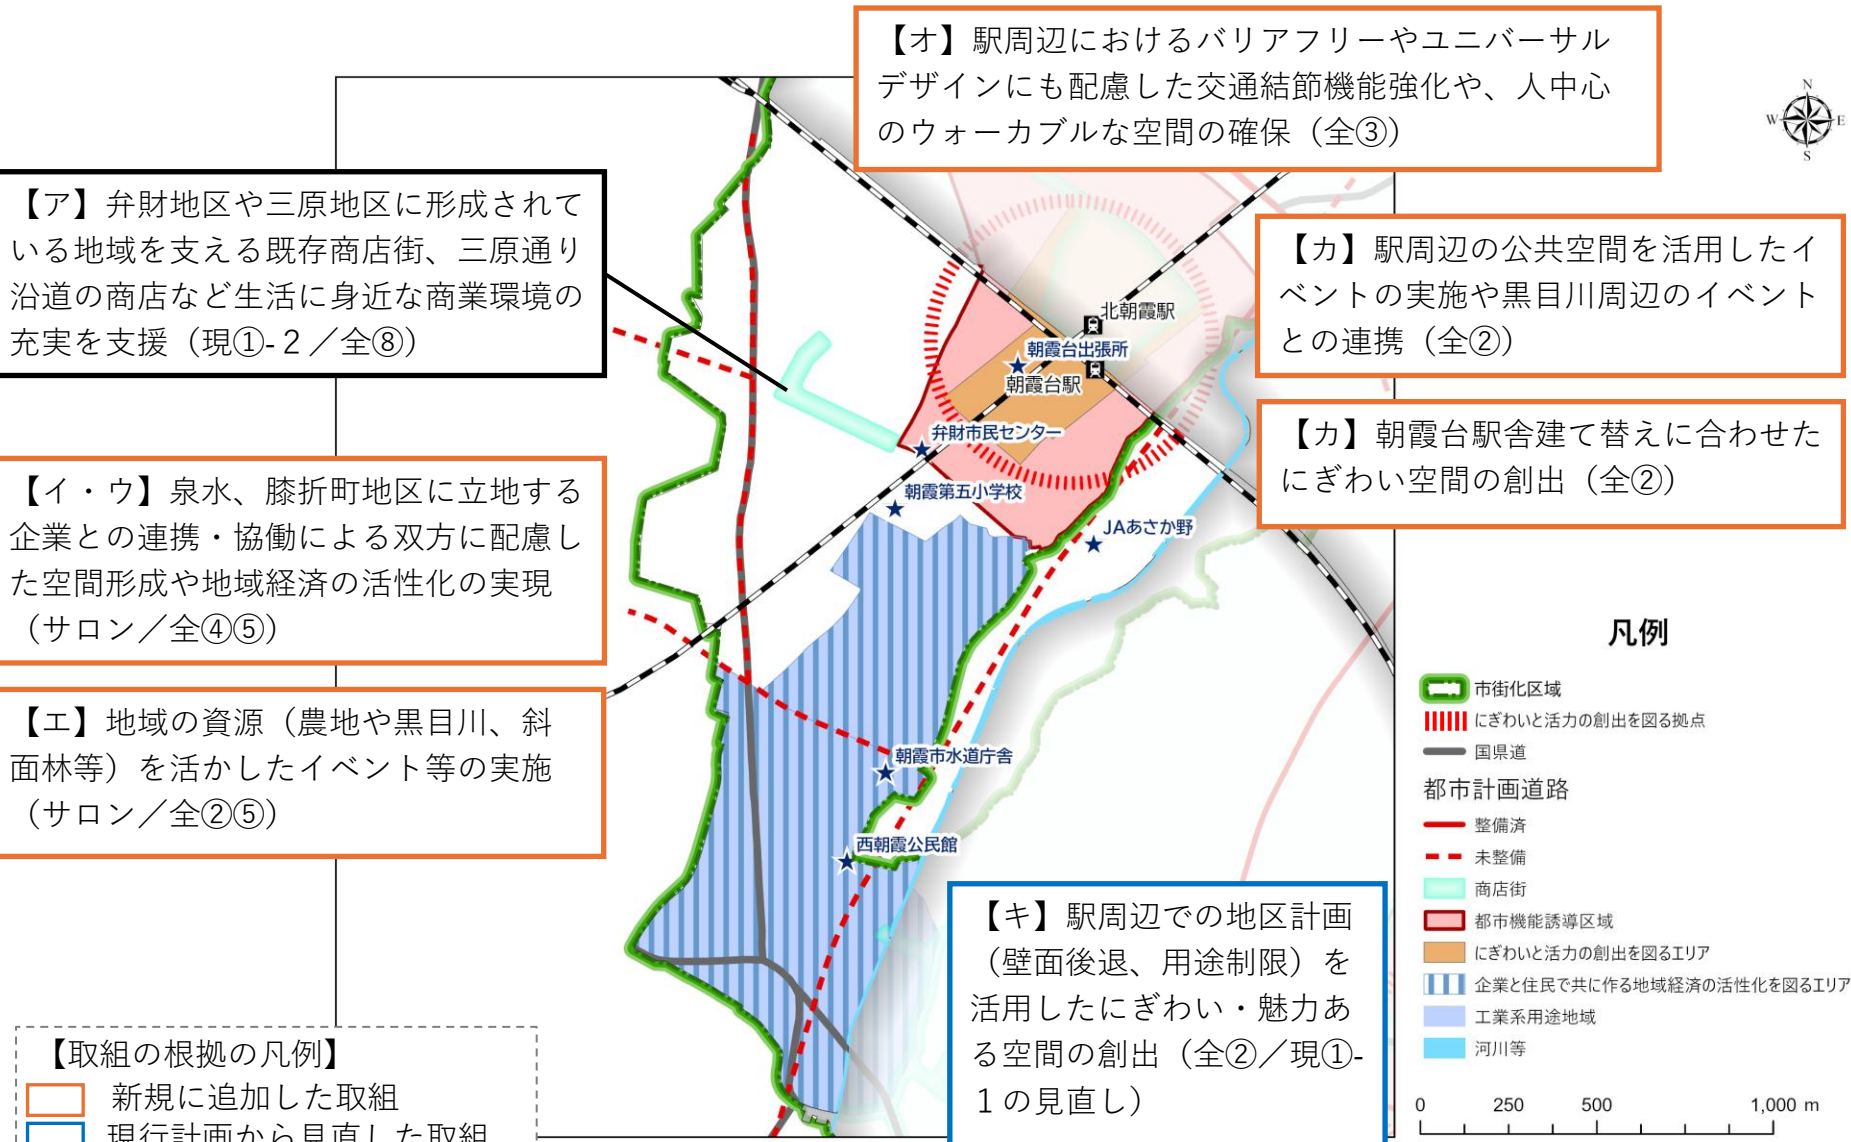 【オ】駅周辺におけるバリアフリーやユニバーサル
デザインにも配慮した交通結節機能強化や、人中心
のウォーカブルな空間の確保（全③）
N
W
E
S
【ア】弁財地区や三原地区に形成されて
いる地域を支える既存商店街、三原通り
沿道の商店など生活に身近な商業環境の
充実を支援（現①-２／全⑧）
【カ】駅周辺の公共空間を活用したイ
ベントの実施や黒目川周辺のイベント
との連携（全②）
北朝霞駅
朝霞台出張所
朝霞台駅
弁財市民センター
【カ】朝霞台駅舎建て替えに合わせた
にぎわい空間の創出（全②）
朝霞第五小学校
JAあさか野
【イ・ウ】泉水、膝折町地区に立地する
企業との連携・協働による双方に配慮し
た空間形成や地域経済の活性化の実現
（サロン／全④⑤）
【エ】地域の資源（農地や黒目川、斜
面林等）を活かしたイベント等の実施
（サロン／全②⑤）
朝霞市水道庁舎
西朝霞公民館
【キ】駅周辺での地区計画
（壁面後退、用途制限）を
活用したにぎわい・魅力あ
る空間の創出（全②／現①-
１の見直し）
凡例
市街化区域
にぎわいと活力の創出を図る拠点
国県道
都市計画道路
整備済
未整備
商店街
都市機能誘導区域
にぎわいと活力の創出を図るエリア
企業と住民で共に作る地域経済の活性化を図るエリア
工業系用途地域
河川等
0 250 500 1,000 m
【取組の根拠の凡例】
新規に追加した取組
現行計画から見直した取組